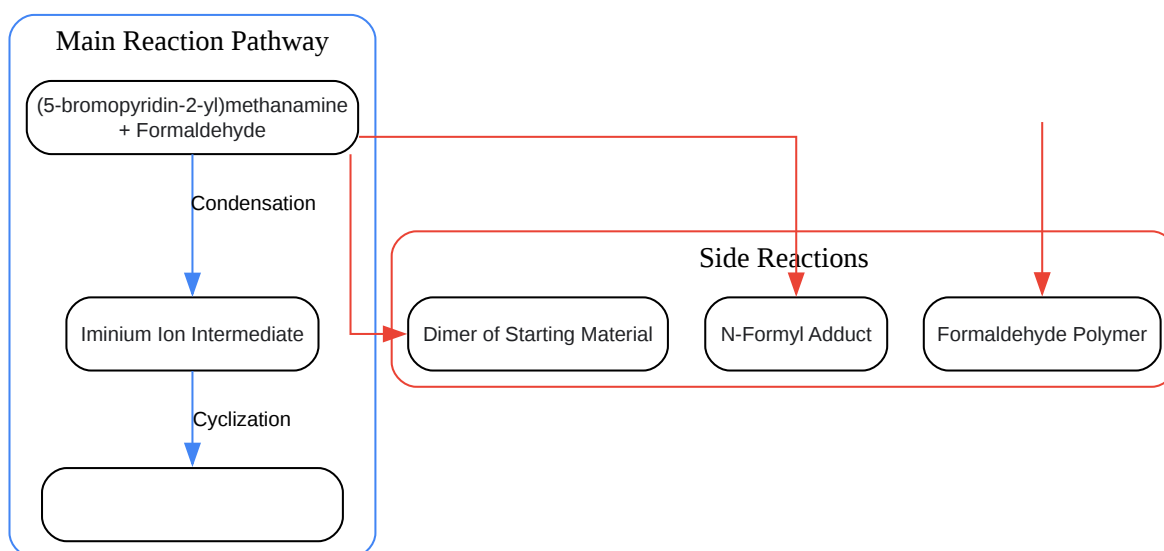 Main Reaction Pathway
(5-bromopyridin-2-yl)methanamine
+ Formaldehyde
Condensation
Side Reactions
Iminium Ion Intermediate
Dimer of Starting Material
N-Formyl Adduct
Formaldehyde Polymer
Cyclization